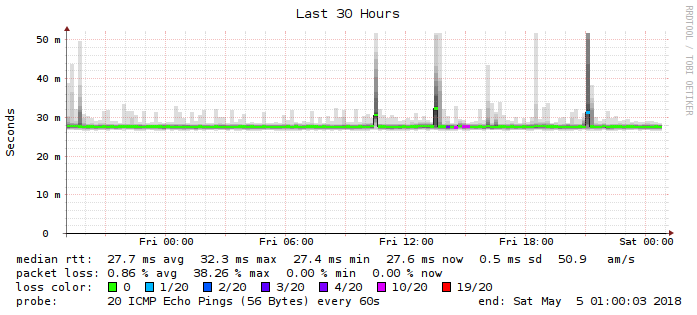 Last 30 Hours
RRDTOOL / TOBI OETIKER
Seconds
50 m
40 m
30 m
20 m
10 m
0
Fri 00:00 Fri 06:00 Fri 12:00 Fri 18:00 Sat 00:00
median rtt: 27.7 ms avg 32.3 ms max 27.4 ms min 27.6 ms now 0.5 ms sd 50.9 am/s
packet loss: 0.86 % avg 38.26 % max 0.00 % min 0.00 % now
loss color: 0 1/20 2/20 3/20 4/20 10/20 19/20
probe: 20 ICMP Echo Pings (56 Bytes) every 60s end: Sat May 5 01:00:03 2018